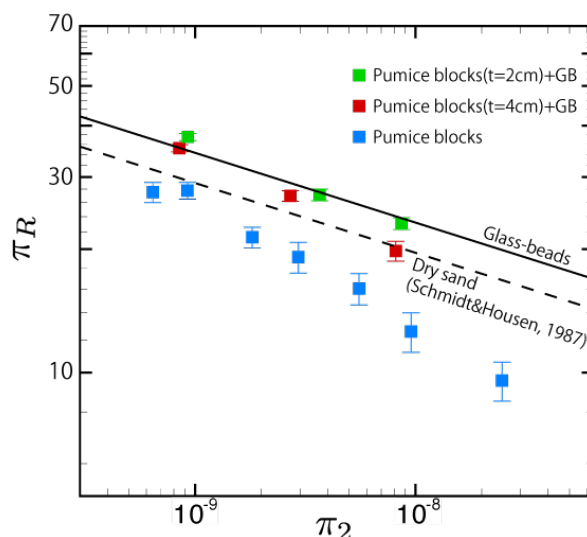 70
50
30
10
π_R
Pumice blocks(t=2cm)+GB
Pumice blocks(t=4cm)+GB
Pumice blocks
Glass-beads
Dry sand
(Schmidt&Housen, 1987)
10⁻⁹
10⁻⁸
π₂